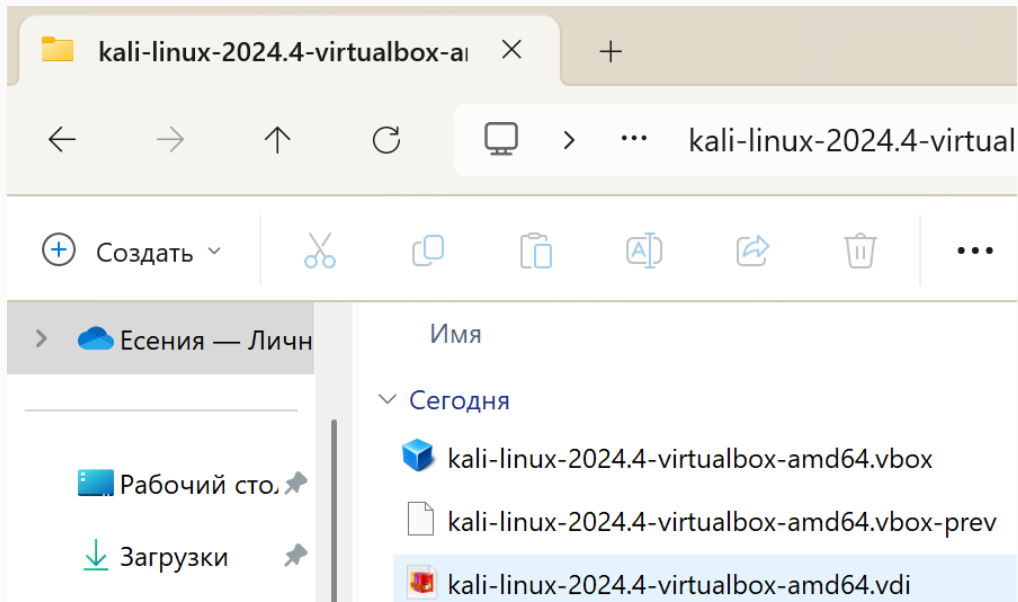 kali-linux-2024.4-virtualbox-a
kali-linux-2024.4-virtual
Создать
Есения — Личн
Имя
Сегодня
kali-linux-2024.4-virtualbox-amd64.vbox
kali-linux-2024.4-virtualbox-amd64.vbox-prev
Рабочий сто
Загрузки
kali-linux-2024.4-virtualbox-amd64.vdi